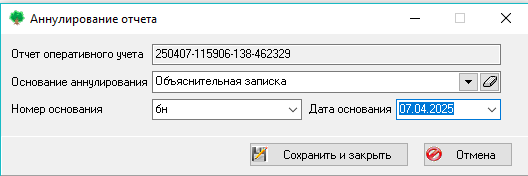 Аннулирование отчета
Отчет оперативного учета 250407-115906-138-462329
Основание аннулирования Объяснительная записка
Номер основания бн Дата основания 07.04.2025
Сохранить и закрыть Отмена